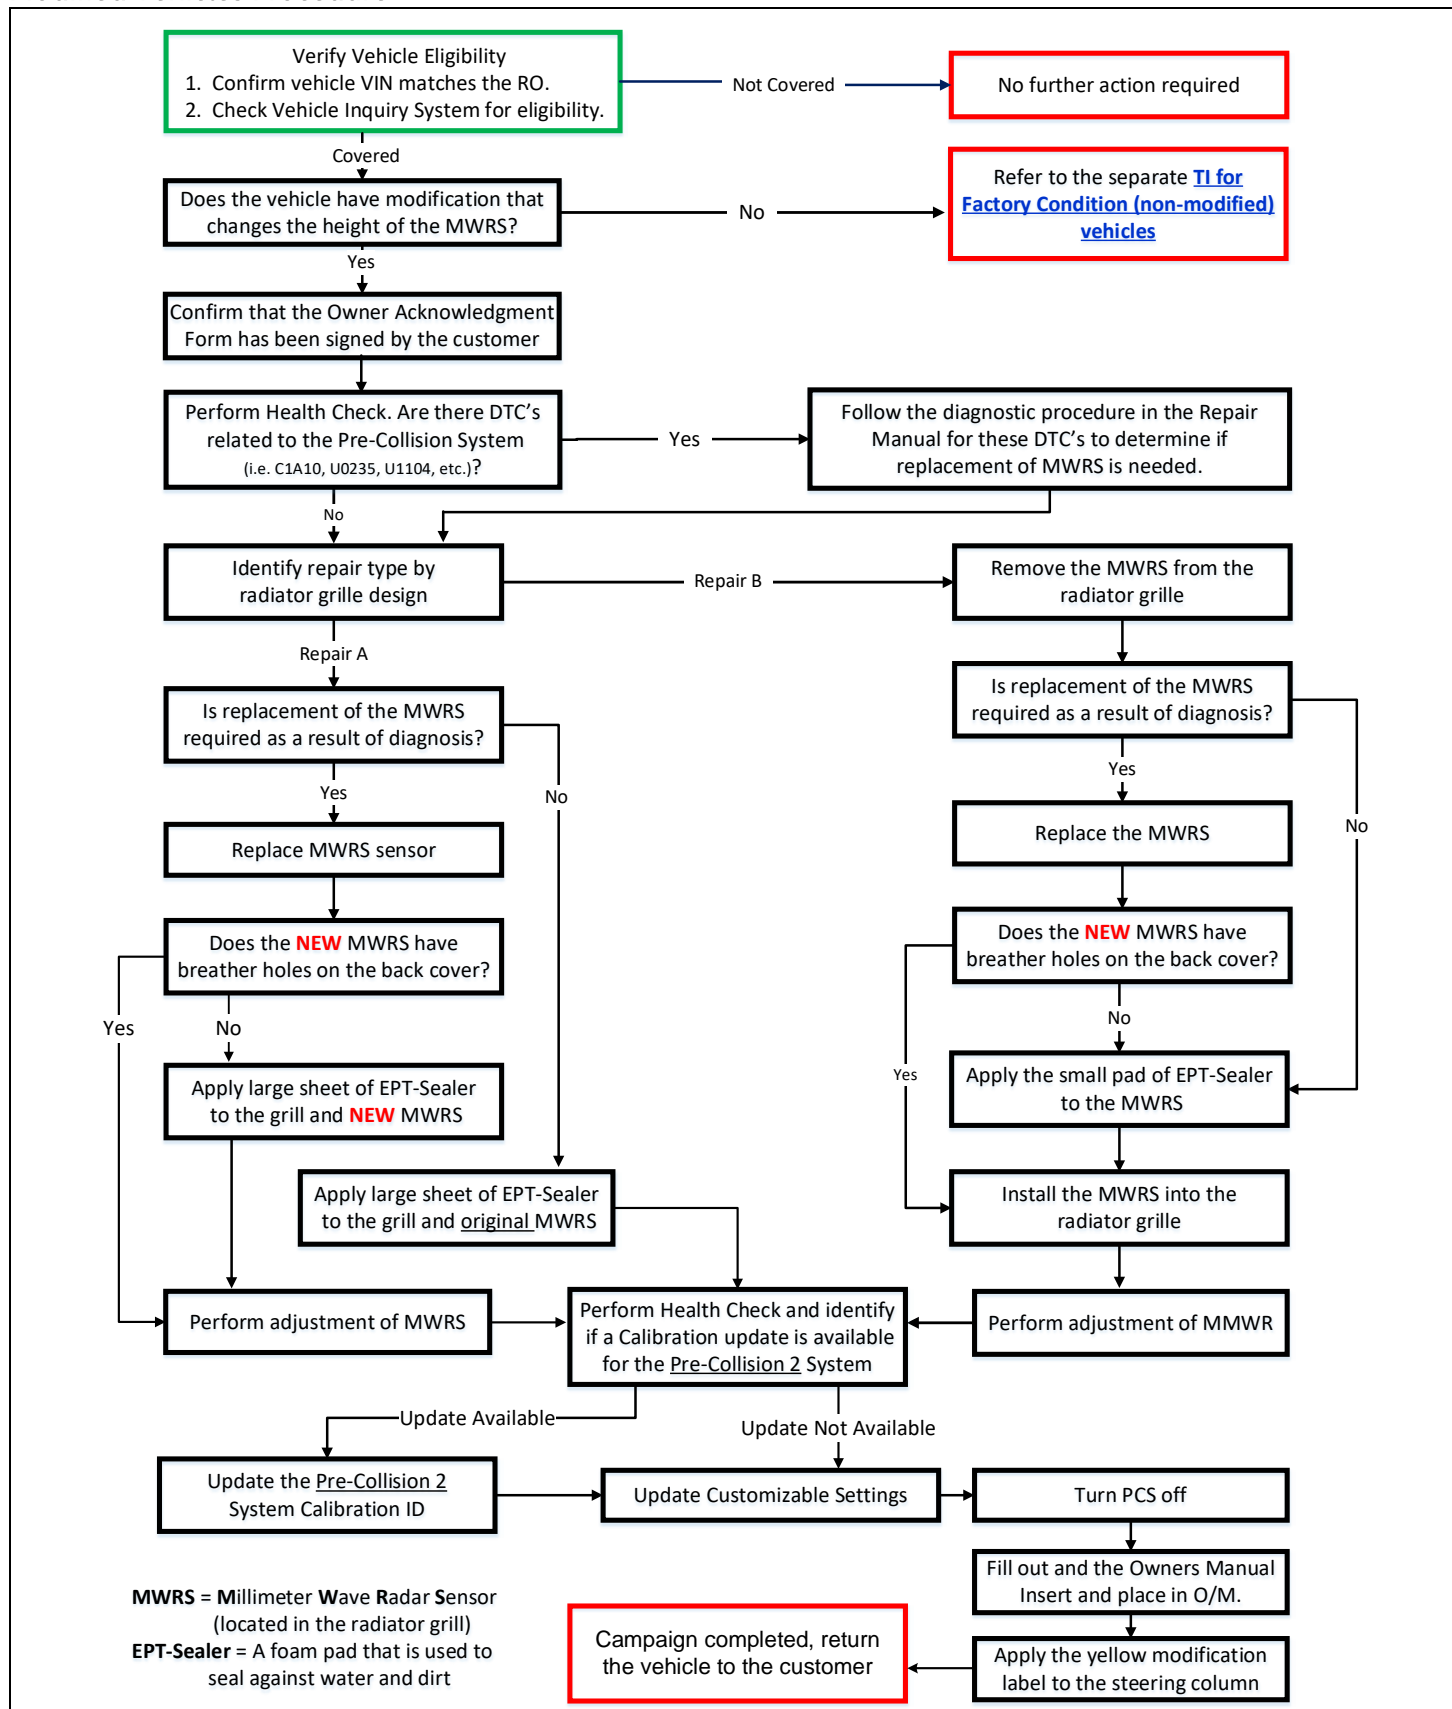 Verify Vehicle Eligibility
1. Confirm vehicle VIN matches the RO.
2. Check Vehicle Inquiry System for eligibility.
Not Covered
No further action required
Covered
Does the vehicle have modification that
changes the height of the MWRS?
No
Refer to the separate TI for
Factory Condition (non-modified)
vehicles
Yes
Confirm that the Owner Acknowledgment
Form has been signed by the customer
Perform Health Check. Are there DTC's
related to the Pre-Collision System
(i.e. C1A10, U0235, U1104, etc.)?
Yes
Follow the diagnostic procedure in the Repair
Manual for these DTC's to determine if
replacement of MWRS is needed.
No
Identify repair type by
radiator grille design
Repair B
Remove the MWRS from the
radiator grille
Repair A
Is replacement of the MWRS
required as a result of diagnosis?
Is replacement of the MWRS
required as a result of diagnosis?
Yes
No
Yes
No
Replace MWRS sensor
Replace the MWRS
Does the NEW MWRS have
breather holes on the back cover?
Does the NEW MWRS have
breather holes on the back cover?
Yes
No
No
Yes
Apply large sheet of EPT-Sealer
to the grill and NEW MWRS
Apply the small pad of EPT-Sealer
to the MWRS
Apply large sheet of EPT-Sealer
to the grill and original MWRS
Install the MWRS into the
radiator grille
Perform adjustment of MWRS
Perform Health Check and identify
if a Calibration update is available
for the Pre-Collision 2 System
Perform adjustment of MMWR
Update Available
Update Not Available
Update the Pre-Collision 2
System Calibration ID
Update Customizable Settings
Turn PCS off
Fill out and the Owners Manual
Insert and place in O/M.
MWRS = Millimeter Wave Radar Sensor
(located in the radiator grill)
EPT-Sealer = A foam pad that is used to
seal against water and dirt
Campaign completed, return
the vehicle to the customer
Apply the yellow modification
label to the steering column